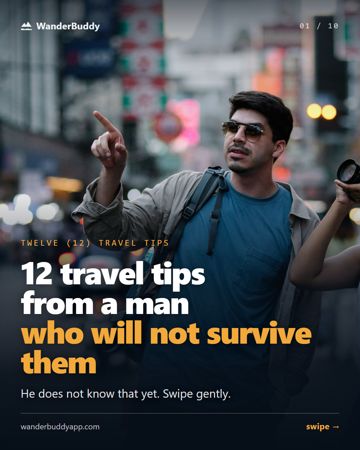 WanderBuddy
01 / 10
TWELVE (12) TRAVEL TIPS
12 travel tips
from a man
who will not survive
them
He does not know that yet. Swipe gently.
wanderbuddyapp.com
swipe →